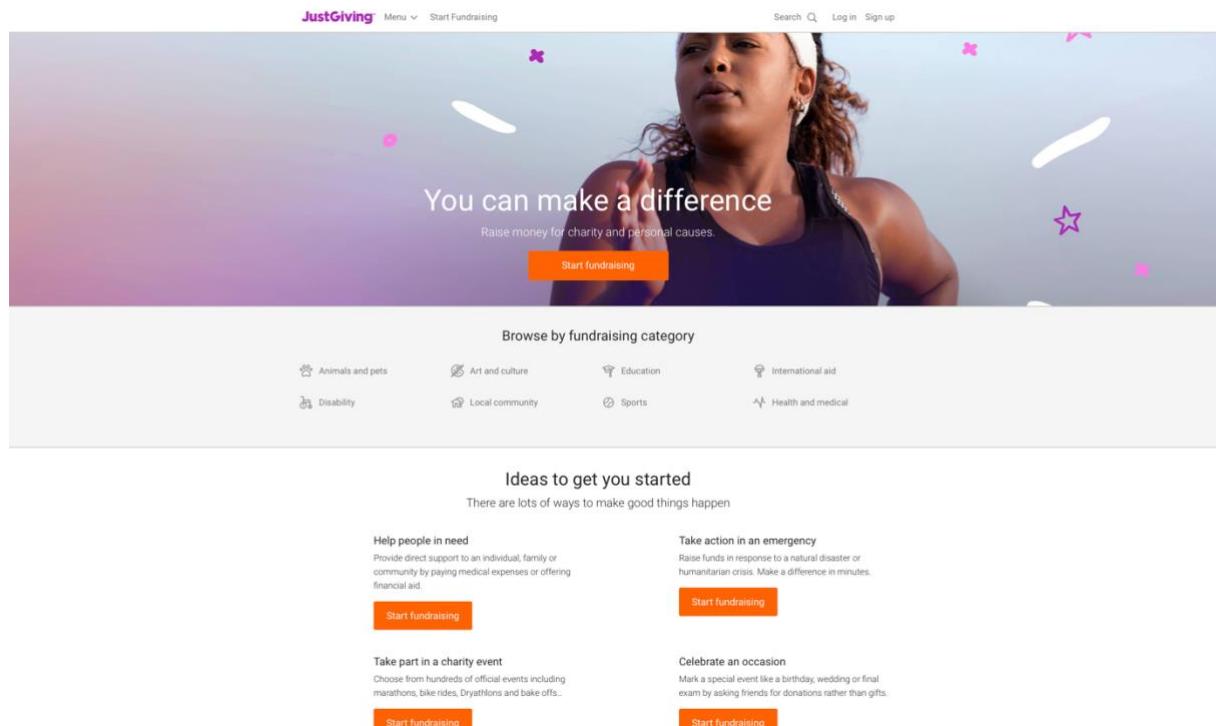 JustGiving™ Menu Start Fundraising Search Log in Sign up
You can make a difference
Raise money for charity and personal causes.
Start fundraising
Browse by fundraising category
Animals and pets Art and culture Education International aid
Disability Local community Sports Health and medical
Ideas to get you started
There are lots of ways to make good things happen
Help people in need
Provide direct support to an individual, family or
community by paying medical expenses or offering
financial aid.
Start fundraising
Take action in an emergency
Raise funds in response to a natural disaster or
humanitarian crisis. Make a difference in minutes.
Start fundraising
Take part in a charity event
Choose from hundreds of official events including
marathons, bike rides, Dryathlons and bake offs..
Start fundraising
Celebrate an occasion
Mark a special event like a birthday, wedding or final
exam by asking friends for donations rather than gifts.
Start fundraising